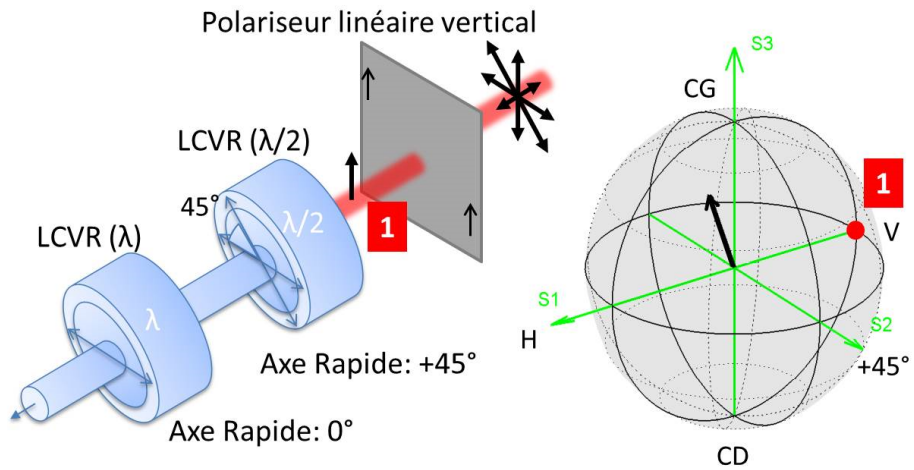 Polariseur linéaire vertical
LCVR (λ/2)
45°
λ/2
1
LCVR (λ)
λ
Axe Rapide: +45°
Axe Rapide: 0°
S3
CG
1
V
S1
H
S2
+45°
CD